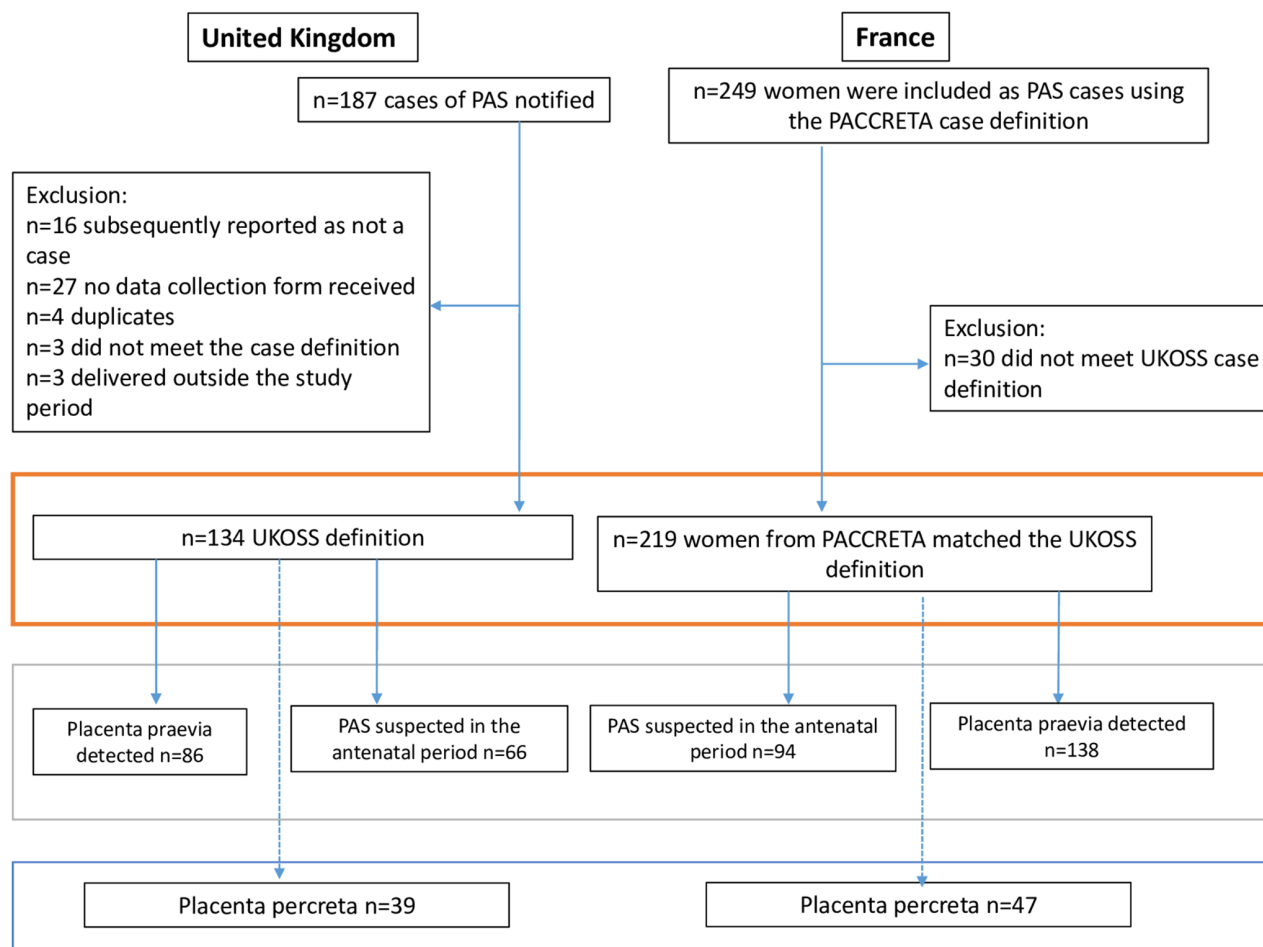 United Kingdom
France
n=187 cases of PAS notified
n=249 women were included as PAS cases using
the PACCRETA case definition
Exclusion:
n=16 subsequently reported as not a
case
n=27 no data collection form received
n=4 duplicates
n=3 did not meet the case definition
n=3 delivered outside the study
period
Exclusion:
n=30 did not meet UKOSS case
definition
n=134 UKOSS definition
n=219 women from PACCRETA matched the UKOSS
definition
Placenta praevia
detected n=86
PAS suspected in the
antenatal period n=66
PAS suspected in the antenatal
period n=94
Placenta praevia detected
n=138
Placenta percreta n=39
Placenta percreta n=47